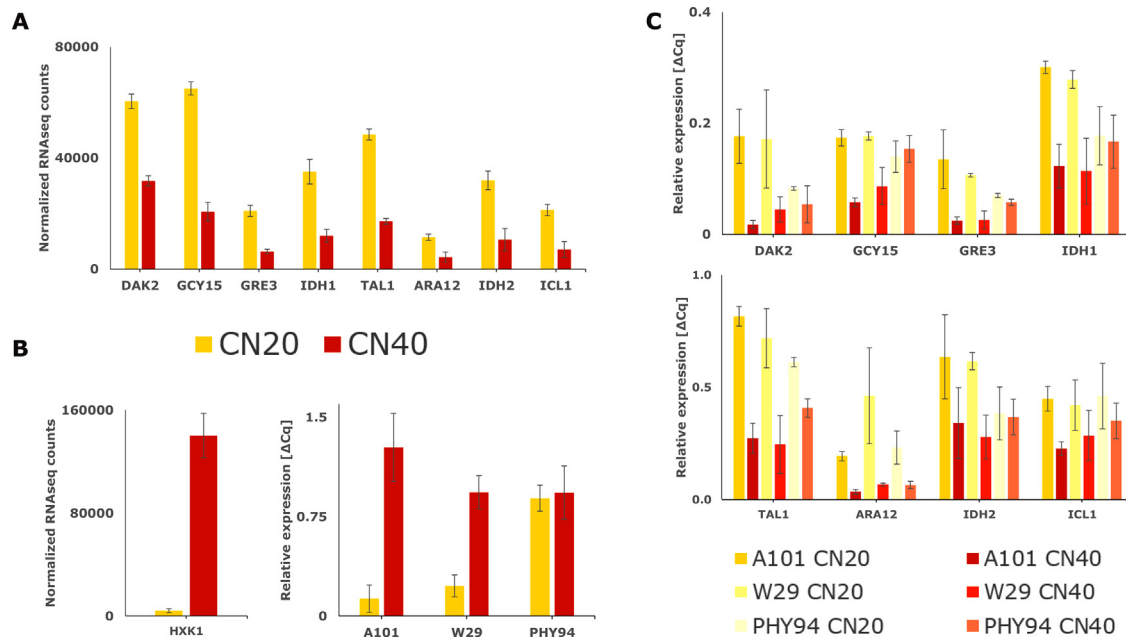 A
Normalized RNAseq counts
80000
40000
0
DAK2 GCY15 GRE3 IDH1 TAL1 ARA12 IDH2 ICL1
CN20 CN40
B
Normalized RNAseq counts
160000
80000
0
HXK1
Relative expression [ΔCq]
1.5
0.75
0
A101 W29 PHY94
C
Relative expression [ΔCq]
0.4
0.2
0
DAK2 GCY15 GRE3 IDH1
Relative expression [ΔCq]
1.0
0.5
0.0
TAL1 ARA12 IDH2 ICL1
A101 CN20 A101 CN40
W29 CN20 W29 CN40
PHY94 CN20 PHY94 CN40